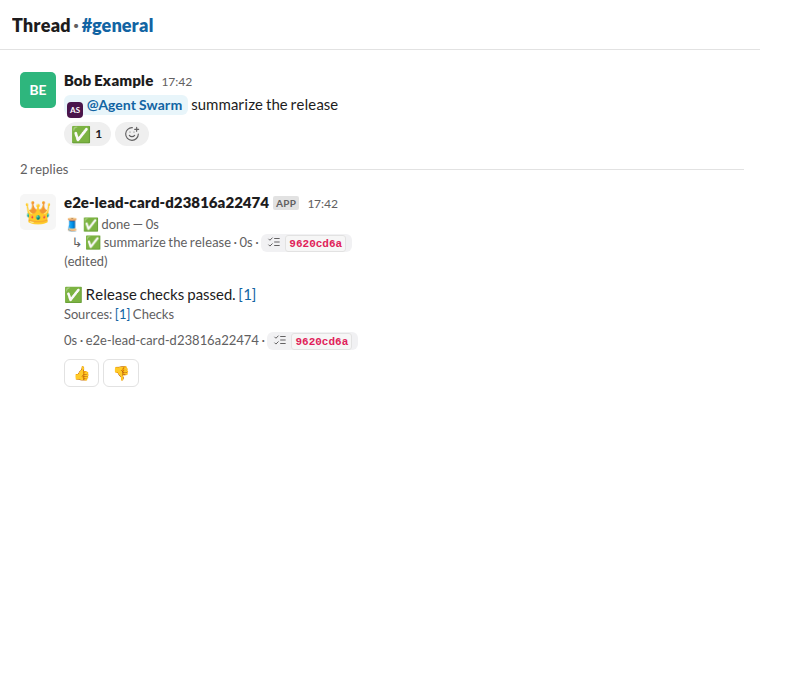 Thread · #general
BE
Bob Example 17:42
AS @Agent Swarm summarize the release
✅ 1
2 replies
e2e-lead-card-d23816a22474 APP 17:42
🧵 ✅ done — 0s
↳ ✅ summarize the release · 0s · 9620cd6a
(edited)
✅ Release checks passed. [1]
Sources: [1] Checks
0s · e2e-lead-card-d23816a22474 · 9620cd6a